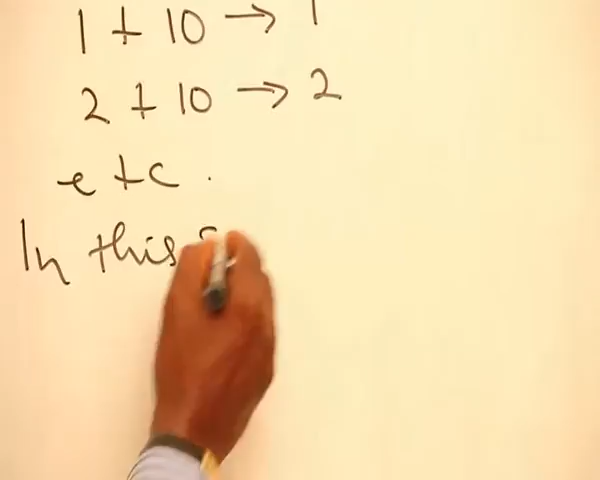 1 + 10 → 1
2 + 10 → 2
etc.
In this